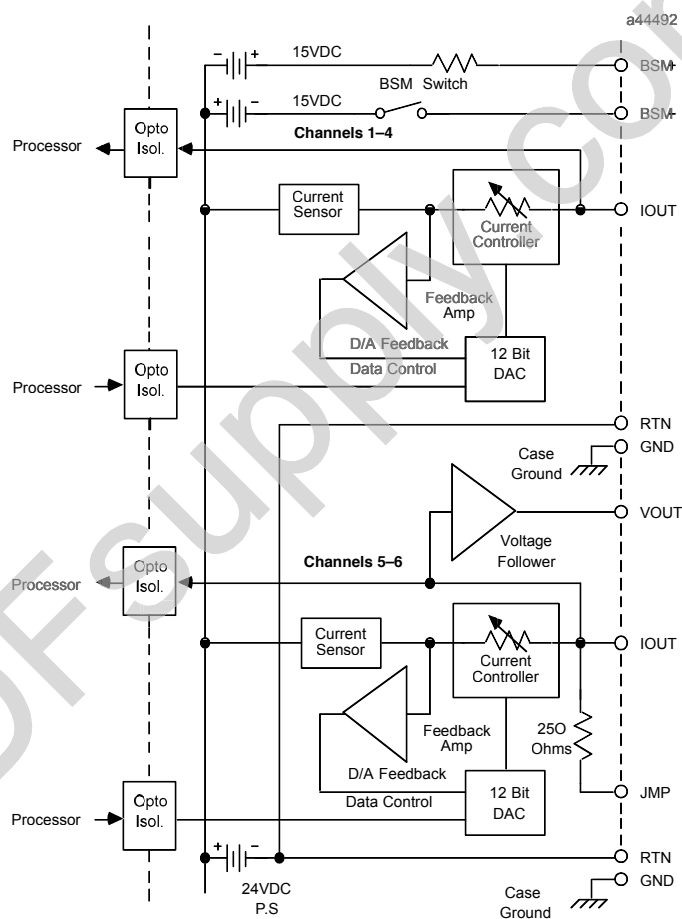 a44492
- + 15VDC
BSM+
BSM Switch
+ - 15VDC
BSM+
Channels 1–4
Processor
Opto
Isol.
Current
Sensor
Current
Controller
IOUT
Feedback
Amp
D/A Feedback
Data Control
12 Bit
DAC
Processor
Opto
Isol.
RTN
GND
Case
Ground
VOUT
Voltage
Follower
Channels 5–6
Processor
Opto
Isol.
Current
Sensor
Current
Controller
IOUT
Feedback
Amp
25O
Ohms
D/A Feedback
Data Control
12 Bit
DAC
JMP
Processor
Opto
Isol.
+ -
24VDC
P.S
RTN
GND
Case
Ground
DFsupply.com